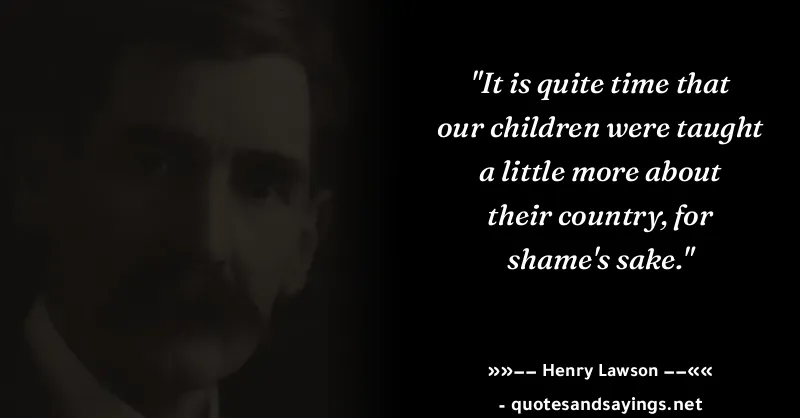 "It is quite time that
our children were taught
a little more about
their country, for
shame's sake."
»»–– Henry Lawson ––««
- quotesandsayings.net